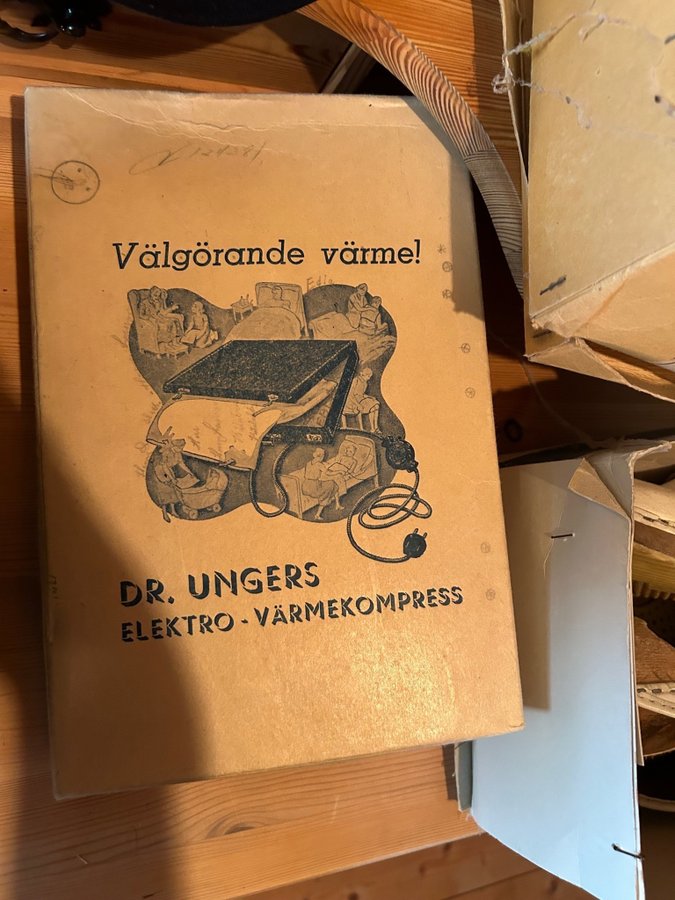 Välgörande värme!
DR. UNGERS
ELEKTRO - VÄRMEKOMPRESS